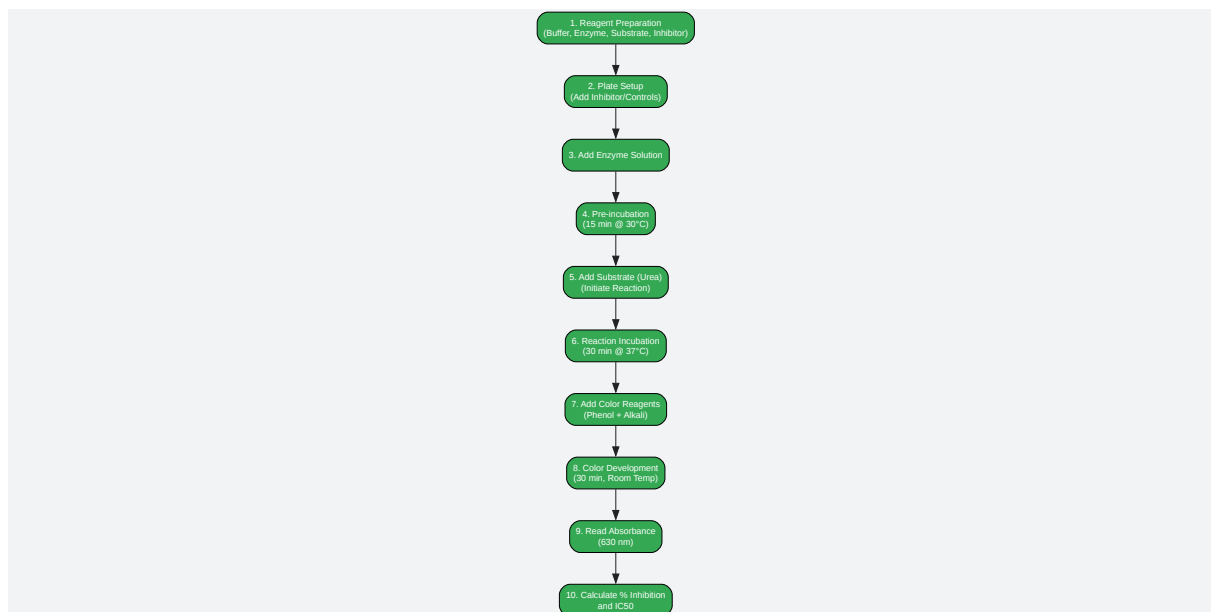 1. Reagent Preparation
(Buffer, Enzyme, Substrate, Inhibitor)
2. Plate Setup
(Add Inhibitor/Controls)
3. Add Enzyme Solution
4. Pre-incubation
(15 min @ 30°C)
5. Add Substrate (Urea)
(Initiate Reaction)
6. Reaction Incubation
(30 min @ 37°C)
7. Add Color Reagents
(Phenol + Alkali)
8. Color Development
(30 min, Room Temp)
9. Read Absorbance
(630 nm)
10. Calculate % Inhibition
and IC50